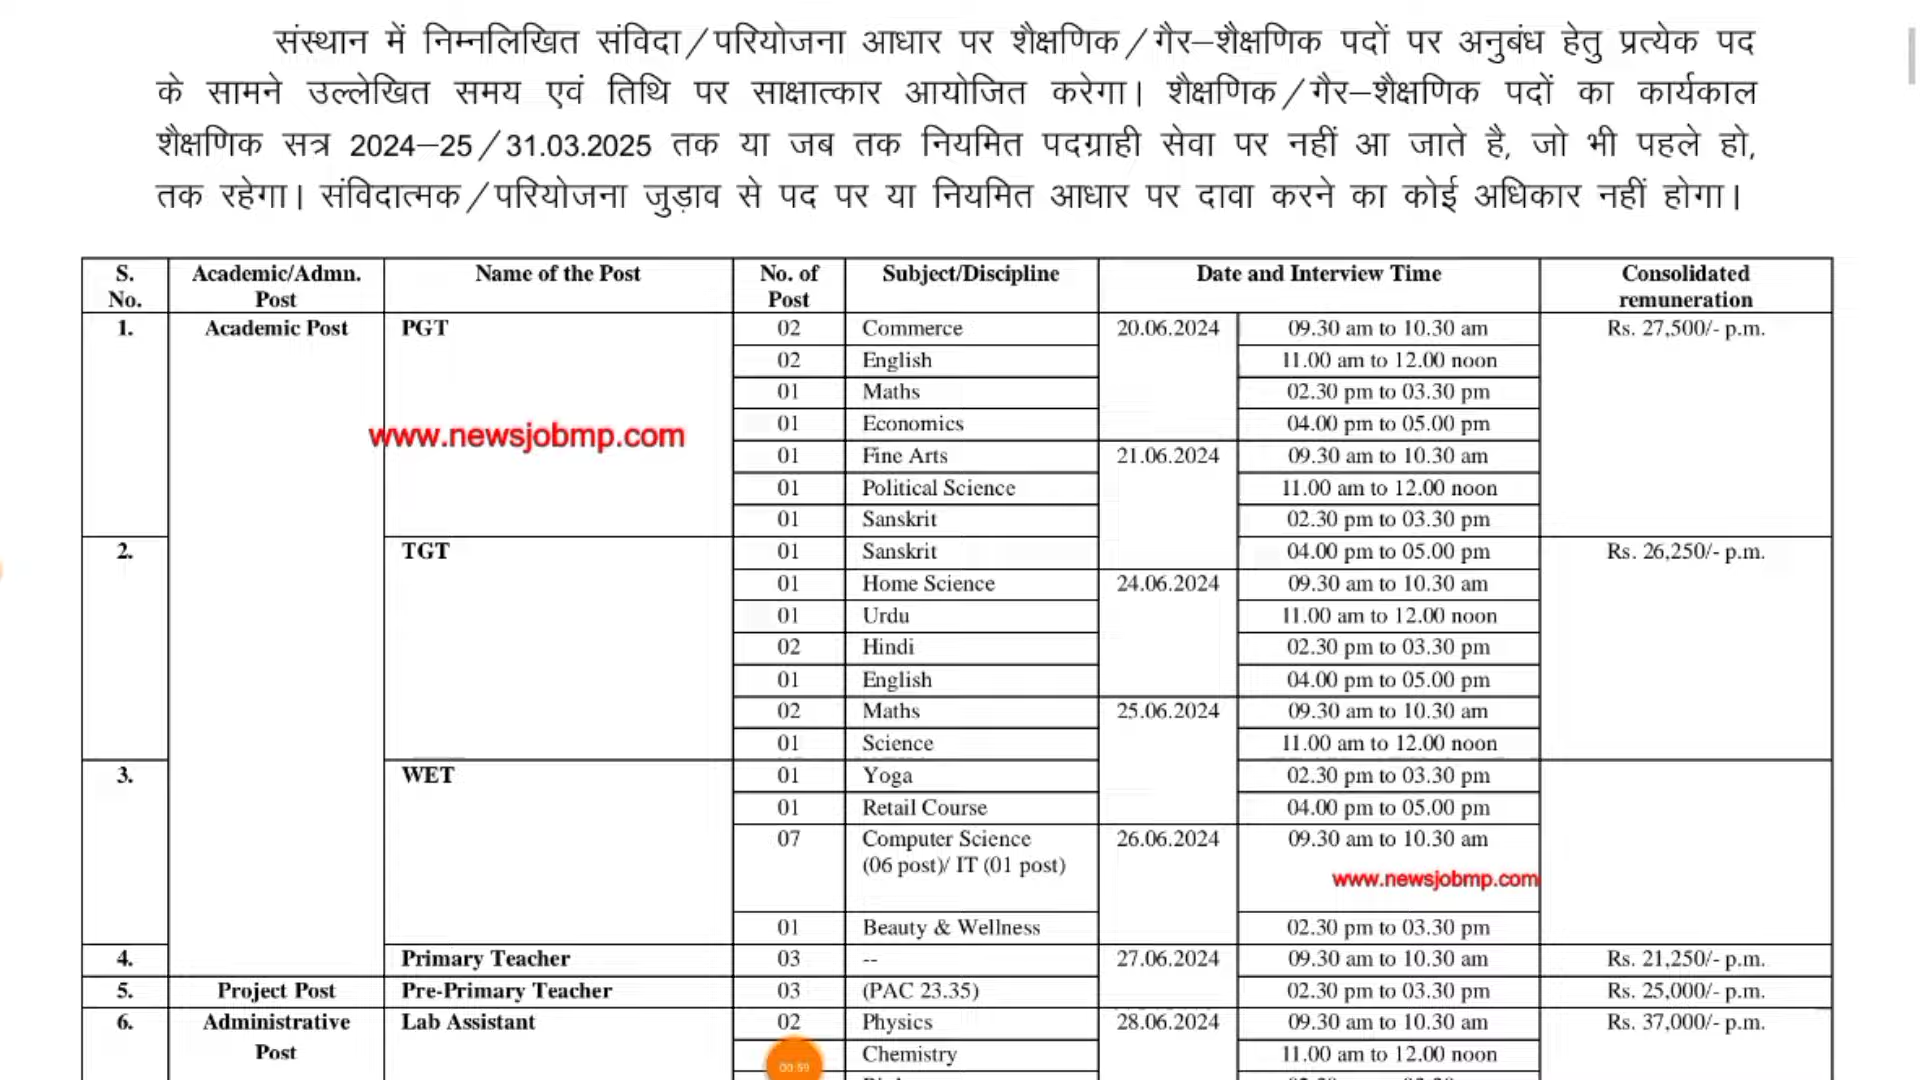 संस्थान में निम्नलिखित संविदा/परियोजना आधार पर शैक्षणिक/गैर–शैक्षणिक पदों पर अनुबंध हेतु प्रत्येक पद
के सामने उल्लेखित समय एवं तिथि पर साक्षात्कार आयोजित करेगा। शैक्षणिक/गैर–शैक्षणिक पदों का कार्यकाल
शैक्षणिक सत्र 2024–25/31.03.2025 तक या जब तक नियमित पदग्राही सेवा पर नहीं आ जाते है, जो भी पहले हो,
तक रहेगा। संविदात्मक/परियोजना जुड़ाव से पद पर या नियमित आधार पर दावा करने का कोई अधिकार नहीं होगा।
S. No. Academic/Admn. Post Name of the Post No. of Post Subject/Discipline Date and Interview Time Consolidated remuneration
1. Academic Post PGT 02 Commerce 20.06.2024 09.30 am to 10.30 am Rs. 27,500/- p.m.
02 English 11.00 am to 12.00 noon
01 Maths 02.30 pm to 03.30 pm
01 Economics 04.00 pm to 05.00 pm
www.newsjobmp.com
01 Fine Arts 21.06.2024 09.30 am to 10.30 am
01 Political Science 11.00 am to 12.00 noon
01 Sanskrit 02.30 pm to 03.30 pm
2. TGT 01 Sanskrit 04.00 pm to 05.00 pm Rs. 26,250/- p.m.
01 Home Science 24.06.2024 09.30 am to 10.30 am
01 Urdu 11.00 am to 12.00 noon
02 Hindi 02.30 pm to 03.30 pm
01 English 04.00 pm to 05.00 pm
02 Maths 25.06.2024 09.30 am to 10.30 am
01 Science 11.00 am to 12.00 noon
3. WET 01 Yoga 02.30 pm to 03.30 pm
01 Retail Course 04.00 pm to 05.00 pm
07 Computer Science 26.06.2024 09.30 am to 10.30 am
(06 post)/ IT (01 post)
www.newsjobmp.com
01 Beauty & Wellness 02.30 pm to 03.30 pm
4. Primary Teacher 03 -- 27.06.2024 09.30 am to 10.30 am Rs. 21,250/- p.m.
5. Project Post Pre-Primary Teacher 03 (PAC 23.35) 02.30 pm to 03.30 pm Rs. 25,000/- p.m.
6. Administrative Post Lab Assistant 02 Physics 28.06.2024 09.30 am to 10.30 am Rs. 37,000/- p.m.
Chemistry 11.00 am to 12.00 noon
00:59